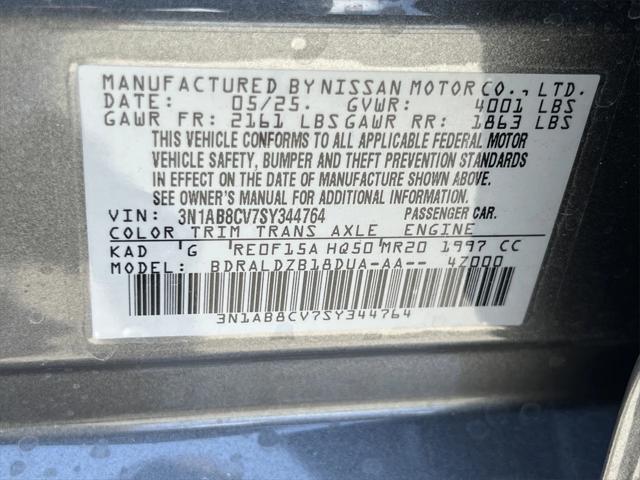 MANUFACTURED BY NISSAN MOTOR CO., LTD.
DATE: 05/25. GVWR: 4001 LBS
GAWR FR: 2161 LBS GAWR RR: 1863 LBS
THIS VEHICLE CONFORMS TO ALL APPLICABLE FEDERAL MOTOR
VEHICLE SAFETY, BUMPER AND THEFT PREVENTION STANDARDS
IN EFFECT ON THE DATE OF MANUFACTURE SHOWN ABOVE.
SEE OWNER'S MANUAL FOR ADDITIONAL INFORMATION.
VIN: 3N1AB8CV7SY344764 PASSENGER CAR.
COLOR TRIM TRANS AXLE ENGINE
KAD G RE0F15A HQ50 MR20 1997 CC
MODEL: BDRALDZB18DUA-AA-- 4Z000
3N1AB8CV7SY344764